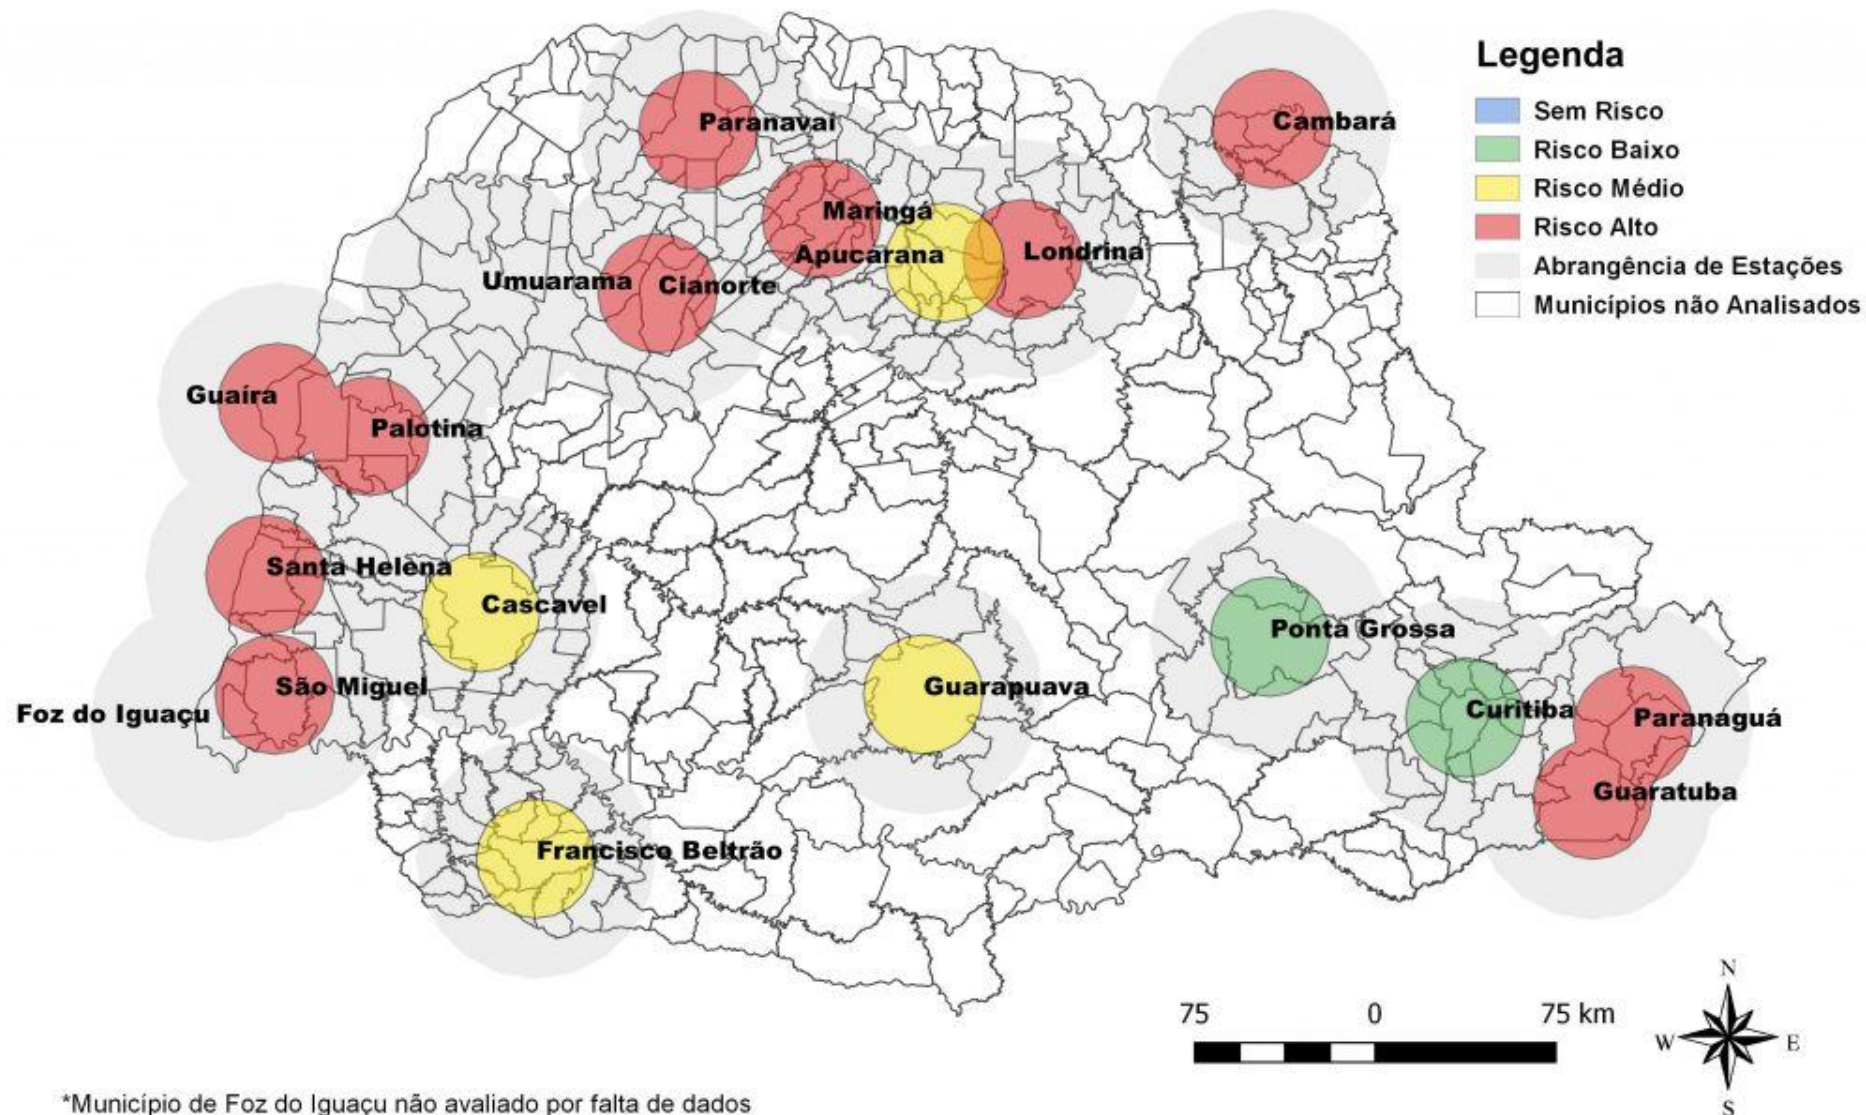 Legenda
Sem Risco
Risco Baixo
Risco Médio
Risco Alto
Abrangência de Estações
Municípios não Analisados
Paranavaí
Cambará
Maringá
Apucarana
Londrina
Umuarama
Cianorte
Guaíra
Palotina
Santa Helena
Cascavel
São Miguel
Foz do Iguaçu
Guarapuava
Ponta Grossa
Curitiba
Paranaguá
Guaratuba
Francisco Beltrão
75 0 75 km
N
W E
S
*Município de Foz do Iguaçu não avaliado por falta de dados